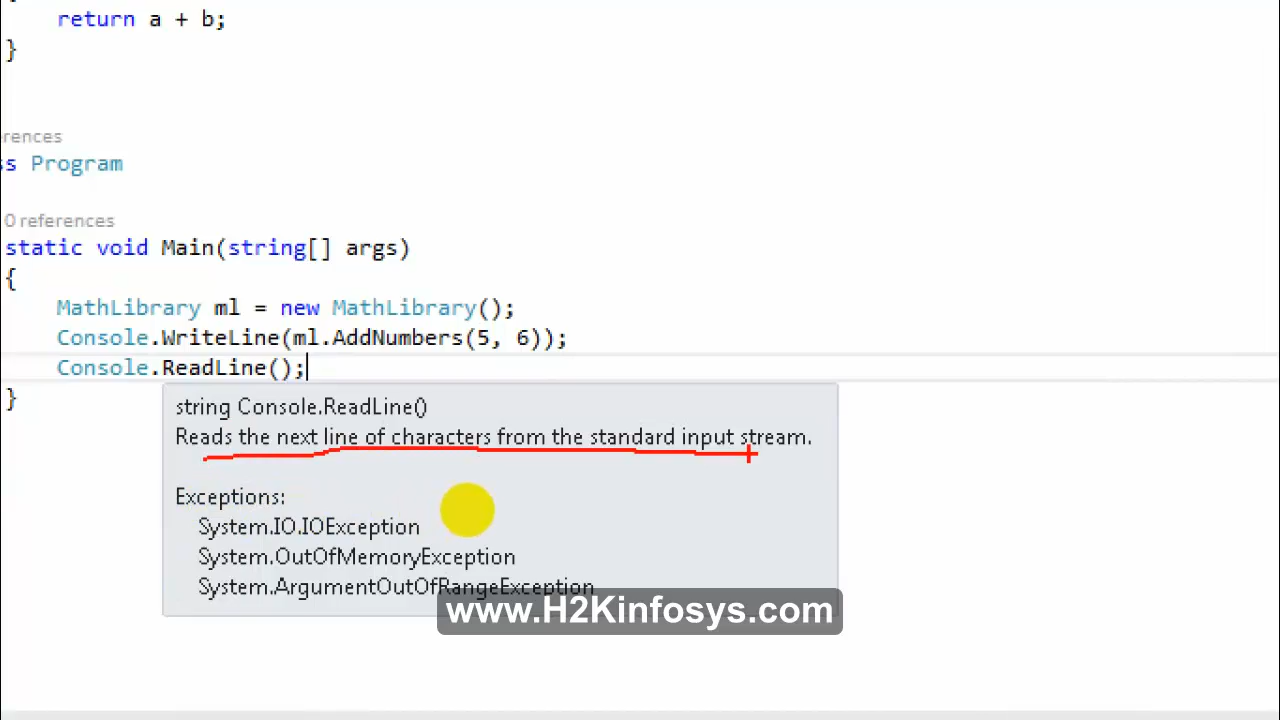 return a + b;
}
erences
ss Program
0 references
static void Main(string[] args)
{
MathLibrary ml = new MathLibrary();
Console.WriteLine(ml.AddNumbers(5, 6));
Console.ReadLine();
}
string Console.ReadLine()
Reads the next line of characters from the standard input stream.
Exceptions:
System.IO.IOException
System.OutOfMemoryException
System.ArgumentOutOfRangeException
www.H2Kinfosys.com